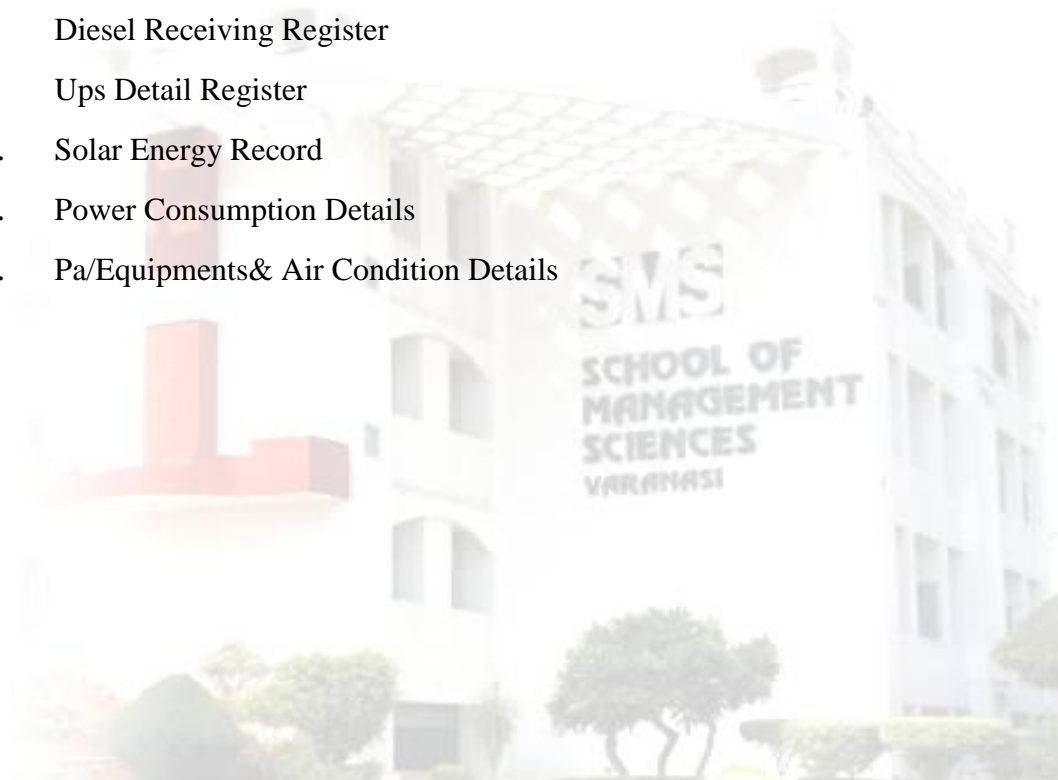 Diesel Receiving Register
Ups Detail Register
. Solar Energy Record
. Power Consumption Details
. Pa/Equipments& Air Condition Details
SMS
SCHOOL OF
MANAGEMENT
SCIENCES
VARANASI